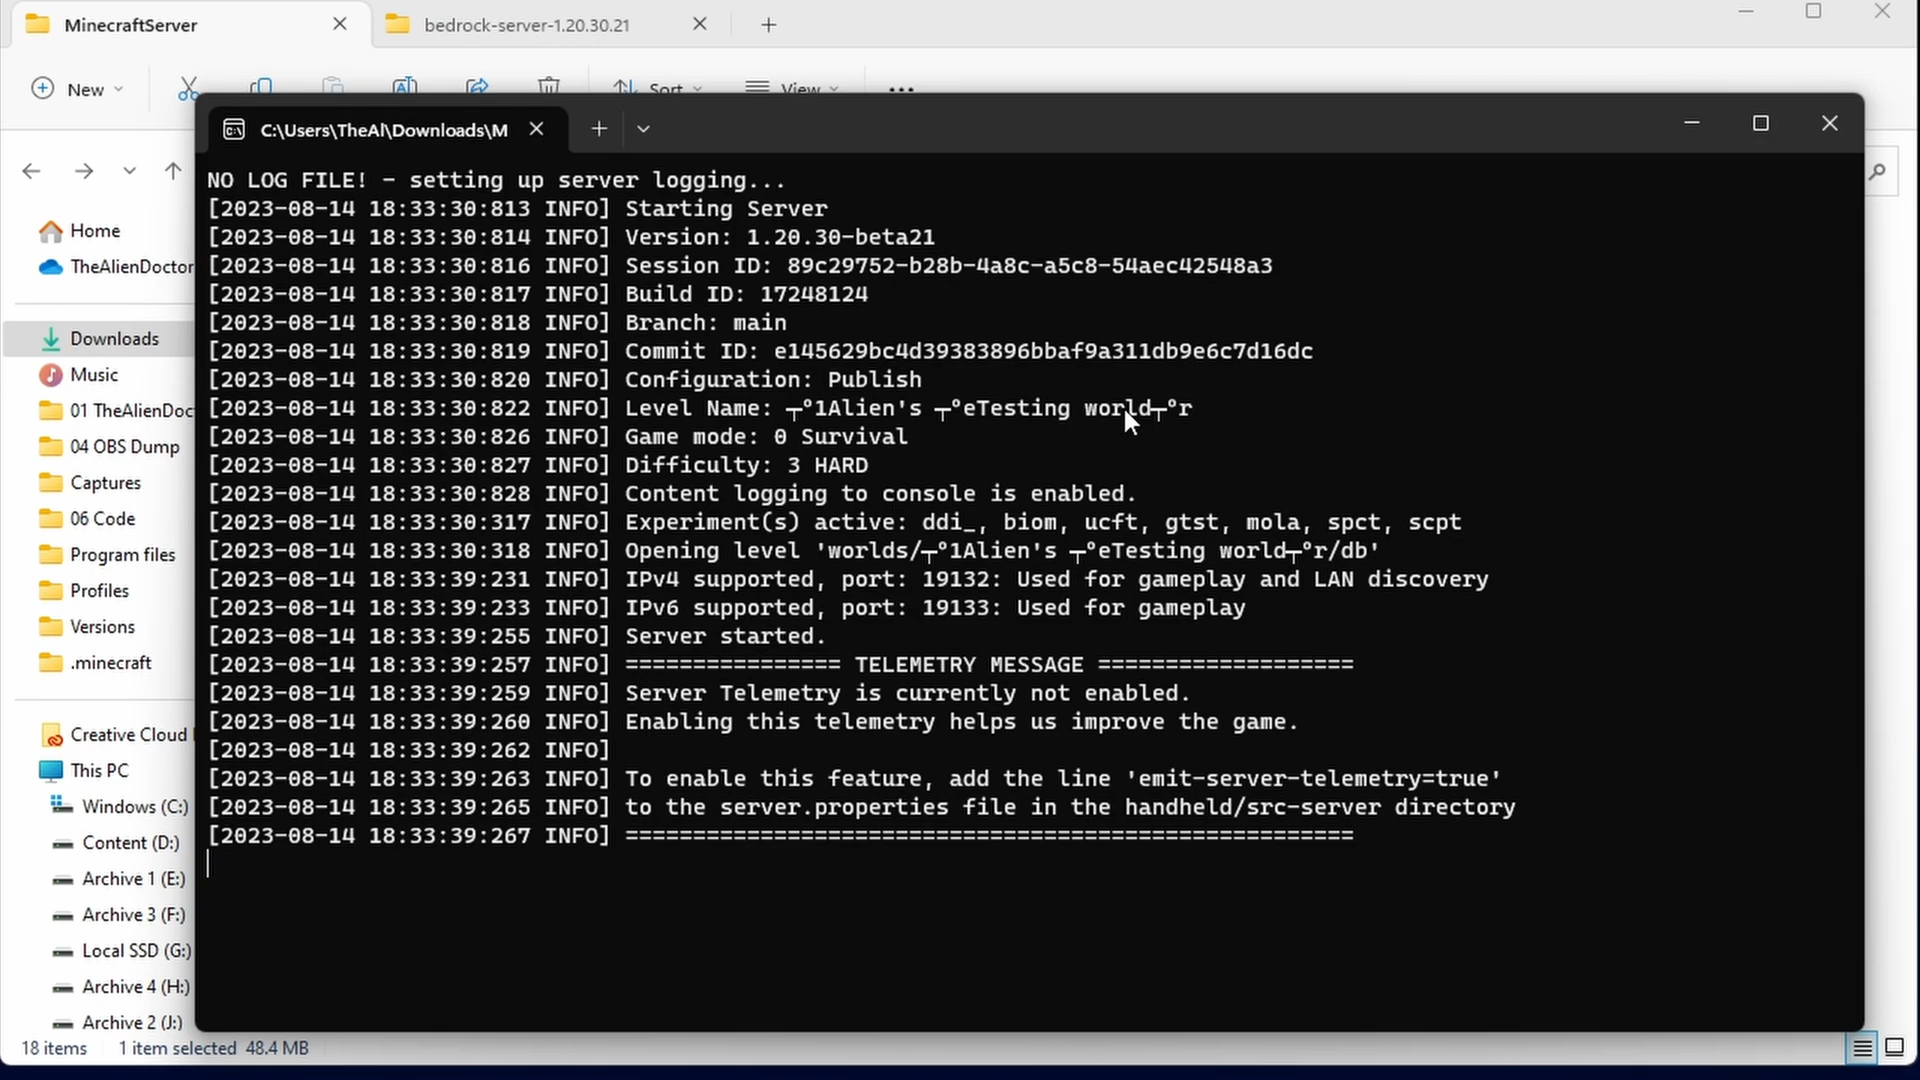 MinecraftServer
bedrock-server-1.20.30.21
New
Sort
View
C:\Users\TheAl\Downloads\M
NO LOG FILE! - setting up server logging...
[2023-08-14 18:33:30:813 INFO] Starting Server
[2023-08-14 18:33:30:814 INFO] Version: 1.20.30-beta21
[2023-08-14 18:33:30:816 INFO] Session ID: 89c29752-b28b-4a8c-a5c8-54aec42548a3
[2023-08-14 18:33:30:817 INFO] Build ID: 17248124
[2023-08-14 18:33:30:818 INFO] Branch: main
[2023-08-14 18:33:30:819 INFO] Commit ID: e145629bc4d39383896bbaf9a311db9e6c7d16dc
[2023-08-14 18:33:30:820 INFO] Configuration: Publish
[2023-08-14 18:33:30:822 INFO] Level Name: ┬º1Alien's ┬ºeTesting world┬ºr
[2023-08-14 18:33:30:826 INFO] Game mode: 0 Survival
[2023-08-14 18:33:30:827 INFO] Difficulty: 3 HARD
[2023-08-14 18:33:30:828 INFO] Content logging to console is enabled.
[2023-08-14 18:33:30:317 INFO] Experiment(s) active: ddi_, biom, ucft, gtst, mola, spct, scpt
[2023-08-14 18:33:30:318 INFO] Opening level 'worlds/┬º1Alien's ┬ºeTesting world┬ºr/db'
[2023-08-14 18:33:39:231 INFO] IPv4 supported, port: 19132: Used for gameplay and LAN discovery
[2023-08-14 18:33:39:233 INFO] IPv6 supported, port: 19133: Used for gameplay
[2023-08-14 18:33:39:255 INFO] Server started.
[2023-08-14 18:33:39:257 INFO] ================ TELEMETRY MESSAGE ===================
[2023-08-14 18:33:39:259 INFO] Server Telemetry is currently not enabled.
[2023-08-14 18:33:39:260 INFO] Enabling this telemetry helps us improve the game.
[2023-08-14 18:33:39:262 INFO]
[2023-08-14 18:33:39:263 INFO] To enable this feature, add the line 'emit-server-telemetry=true'
[2023-08-14 18:33:39:265 INFO] to the server.properties file in the handheld/src-server directory
[2023-08-14 18:33:39:267 INFO] ======================================================
Home
TheAlienDoctor
Downloads
Music
01 TheAlienDoc
04 OBS Dump
Captures
06 Code
Program files
Profiles
Versions
.minecraft
Creative Cloud
This PC
Windows (C:)
Content (D:)
Archive 1 (E:)
Archive 3 (F:)
Local SSD (G:)
Archive 4 (H:)
Archive 2 (J:)
18 items 1 item selected 48.4 MB